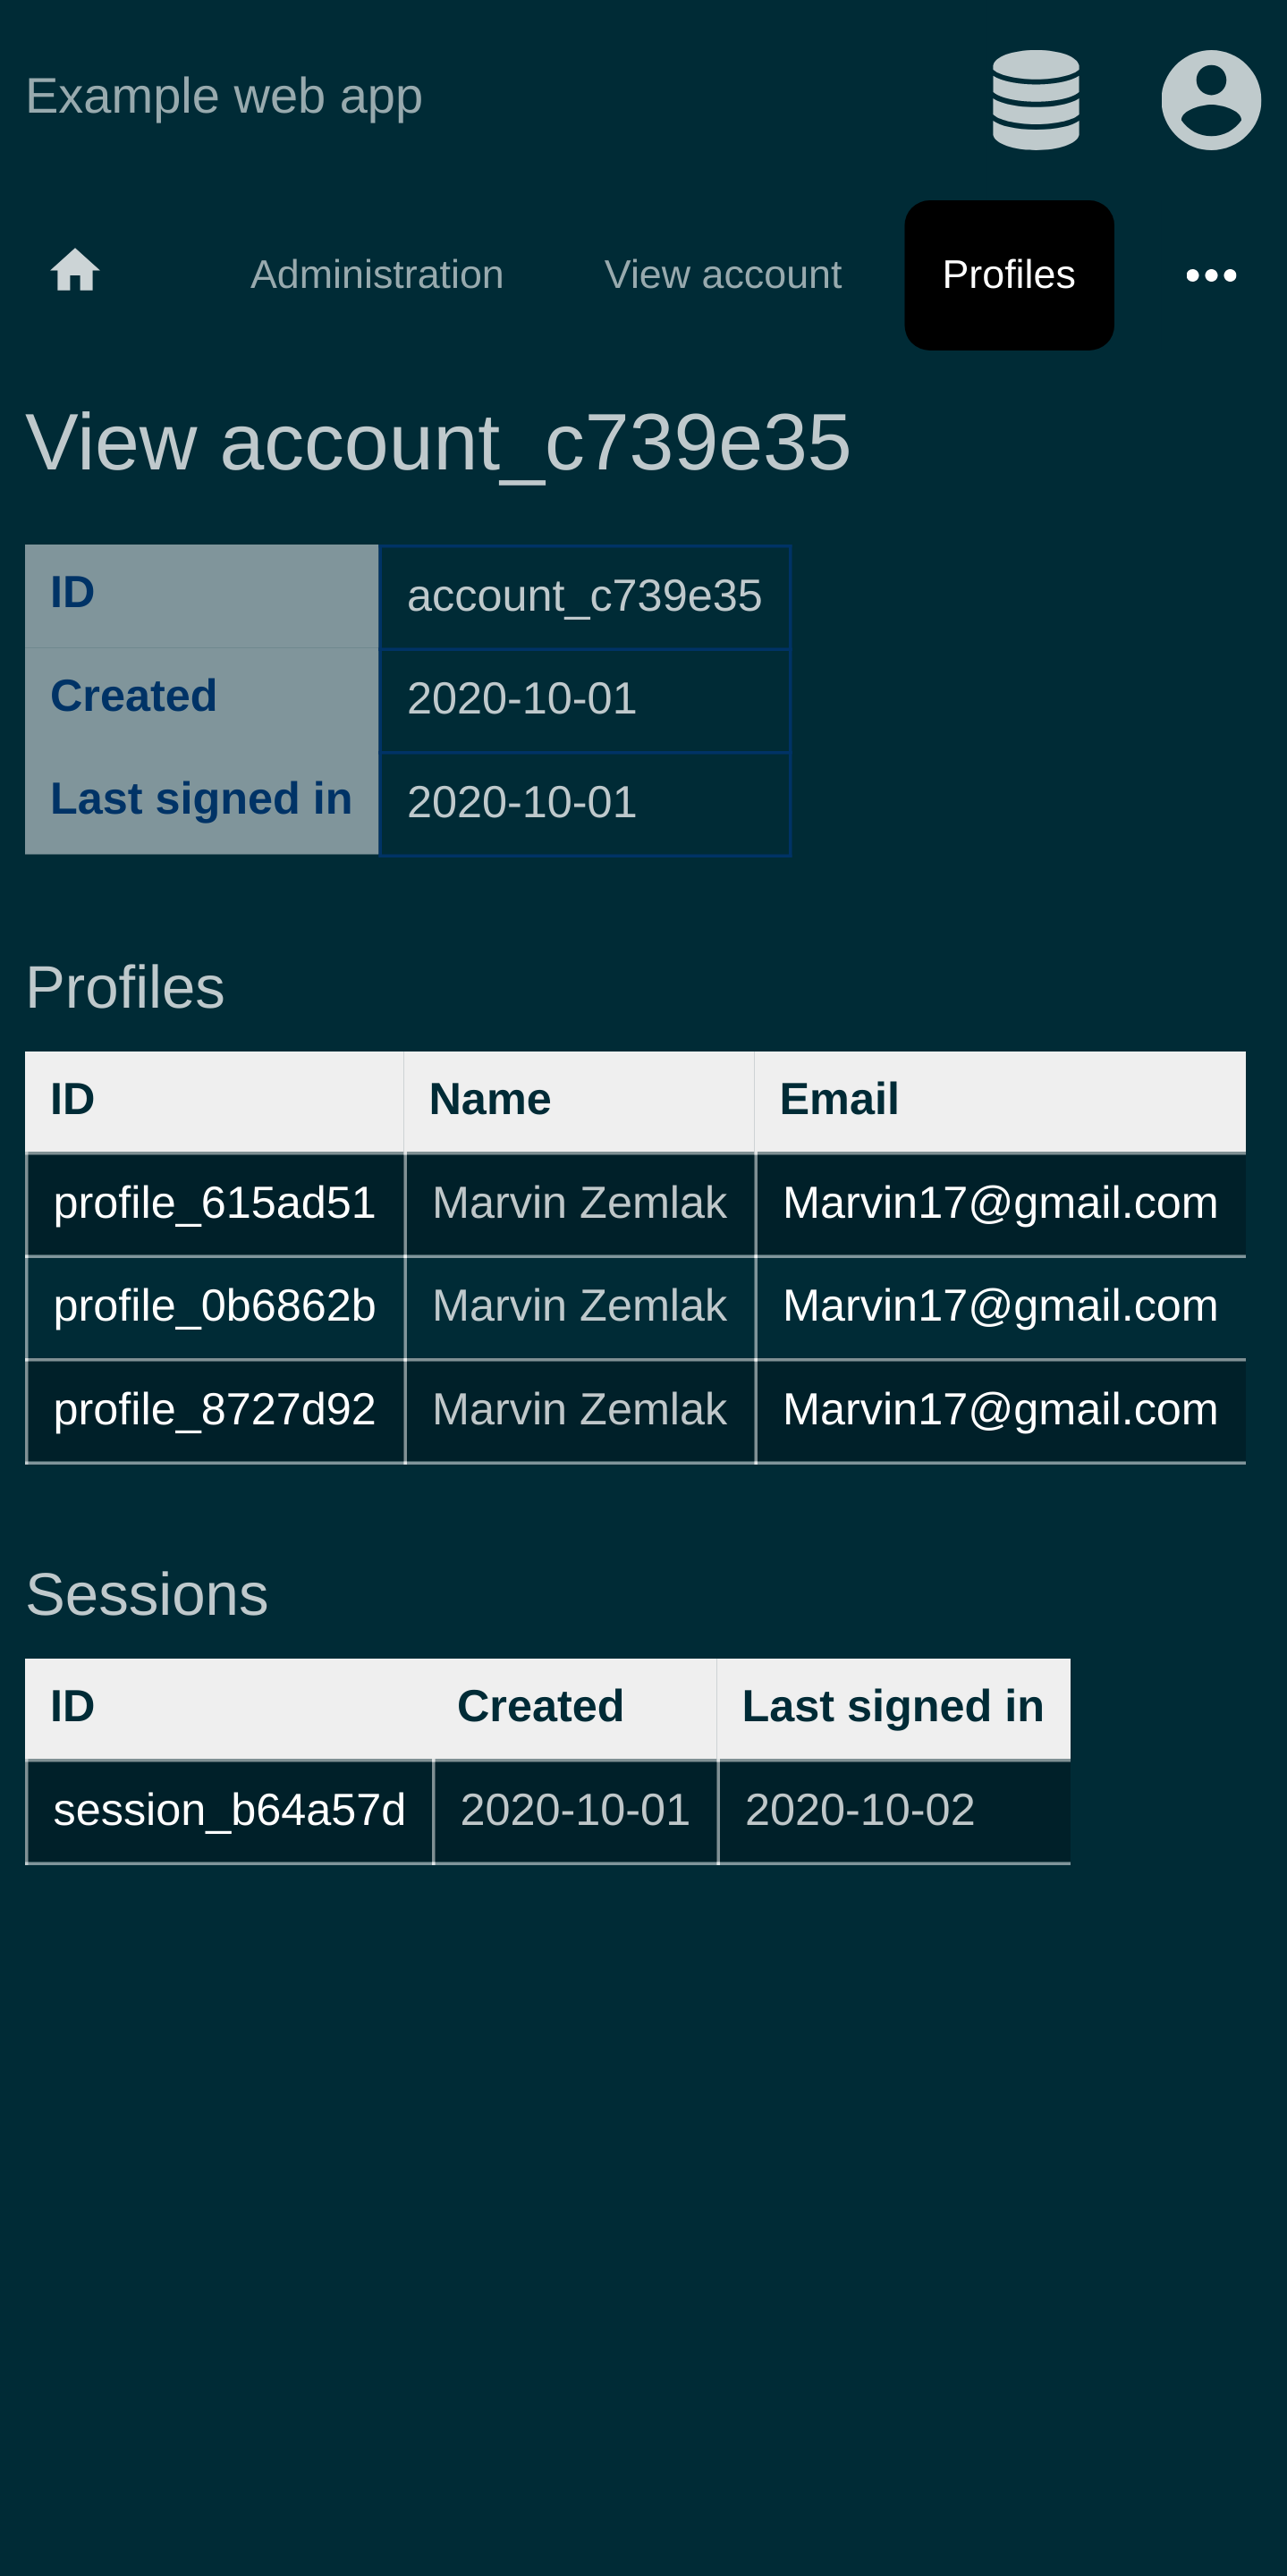 Example web app
Administration View account Profiles
View account_c739e35
ID account_c739e35
Created 2020-10-01
Last signed in 2020-10-01
Profiles
ID Name Email
profile_615ad51 Marvin Zemlak Marvin17@gmail.com
profile_0b6862b Marvin Zemlak Marvin17@gmail.com
profile_8727d92 Marvin Zemlak Marvin17@gmail.com
Sessions
ID Created Last signed in
session_b64a57d 2020-10-01 2020-10-02